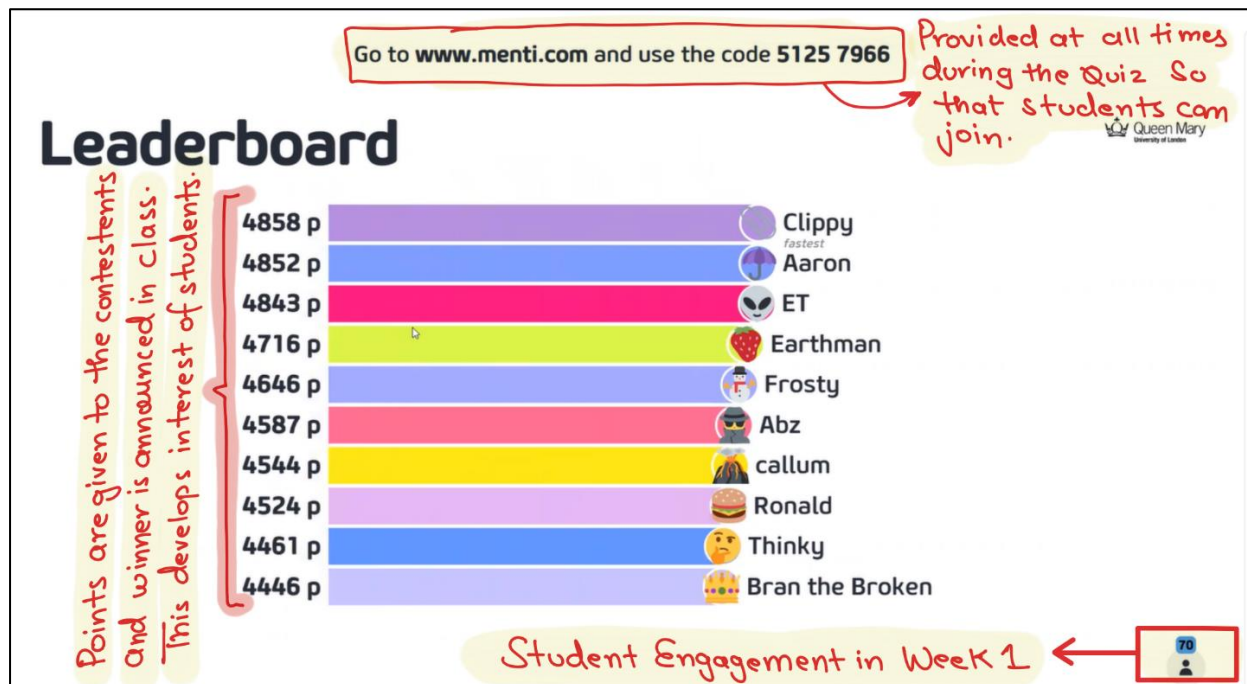 Go to www.menti.com and use the code 5125 7966
Provided at all times
during the Quiz So
that students can
join.
Queen Mary
University of London
Leaderboard
Points are given to the contestents
and winner is announced in class.
This develops interest of students.
4858 p Clippy
fastest
4852 p Aaron
4843 p ET
4716 p Earthman
4646 p Frosty
4587 p Abz
4544 p callum
4524 p Ronald
4461 p Thinky
4446 p Bran the Broken
Student Engagement in Week 1
70